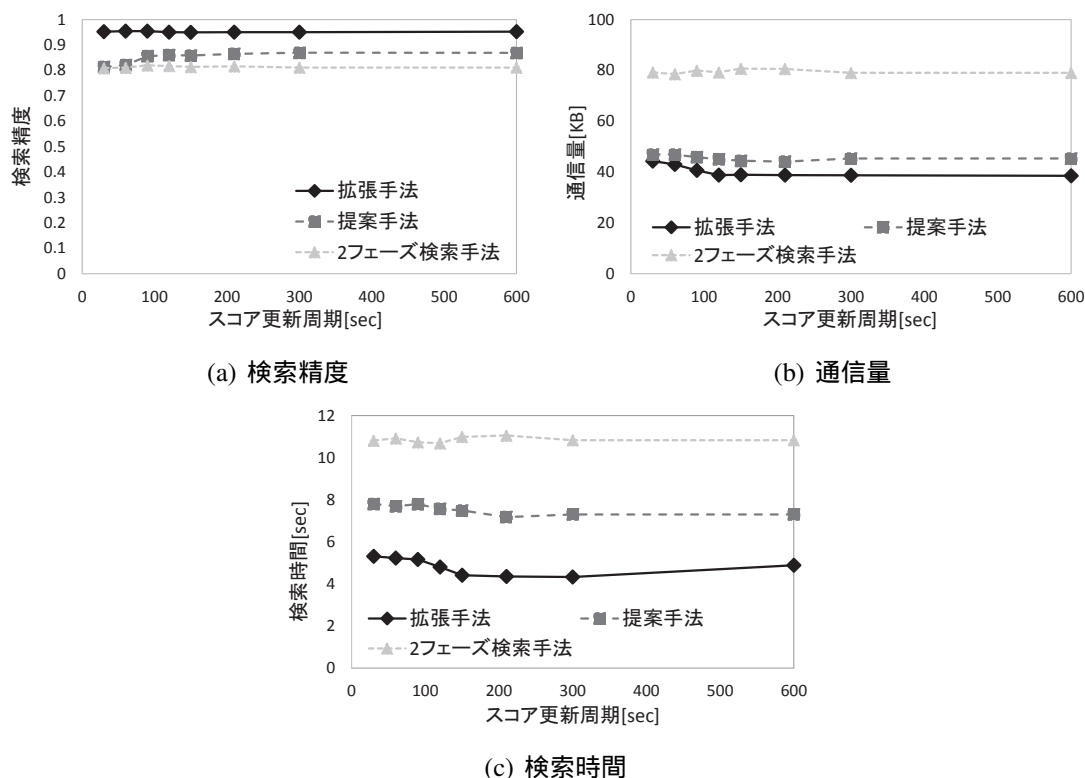 1
0.9
0.8
0.7
0.6
0.5
0.4
0.3
0.2
0.1
0
検索精度
拡張手法
提案手法
2フェーズ検索手法
0 100 200 300 400 500 600
スコア更新周期[sec]
(a) 検索精度
100
80
60
40
20
0
通信量[KB]
拡張手法 提案手法
2フェーズ検索手法
0 100 200 300 400 500 600
スコア更新周期[sec]
(b) 通信量
12
10
8
6
4
2
0
検索時間[sec]
拡張手法 提案手法
2フェーズ検索手法
0 100 200 300 400 500 600
スコア更新周期[sec]
(c) 検索時間